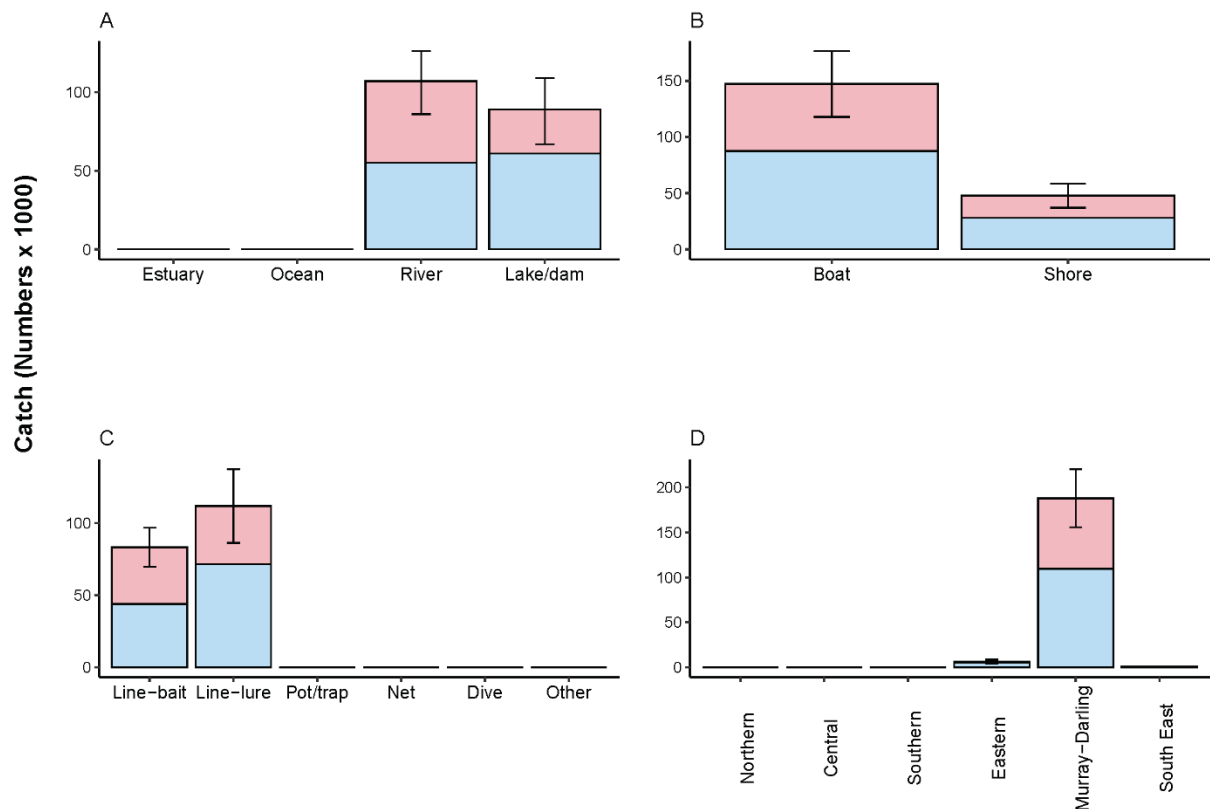 Catch (Numbers x 1000)
A
100
50
0
Estuary Ocean River Lake/dam
B
150
100
50
0
Boat Shore
C
100
50
0
Line−bait Line−lure Pot/trap Net Dive Other
D
200
150
100
50
0
Northern
Central
Southern
Eastern
Murray−Darling
South East